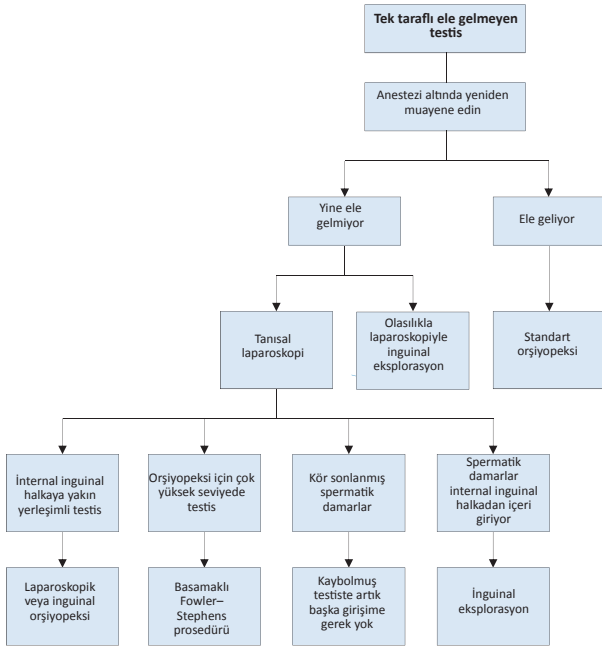 Tek taraflı ele gelmeyen
testis
Anestezi altında yeniden
muayene edin
Yine ele
gelmiyor
Ele geliyor
Tanısal
laparoskopi
Olasılıkla
laparoskopiyle
inguinal
eksplorasyon
Standart
orşiyopeksi
İnternal inguinal
halkaya yakın
yerleşimli testis
Orşiyopeksi için çok
yüksek seviyede
testis
Kör sonlanmış
spermatik
damarlar
Spermatik
damarlar
internal inguinal
halkadan içeri
giriyor
Laparoskopik
veya inguinal
orşiyopeksi
Basamaklı
Fowler–
Stephens
prosedürü
Kaybolmuş
testiste artık
başka girişime
gerek yok
İnguinal
eksplorasyon